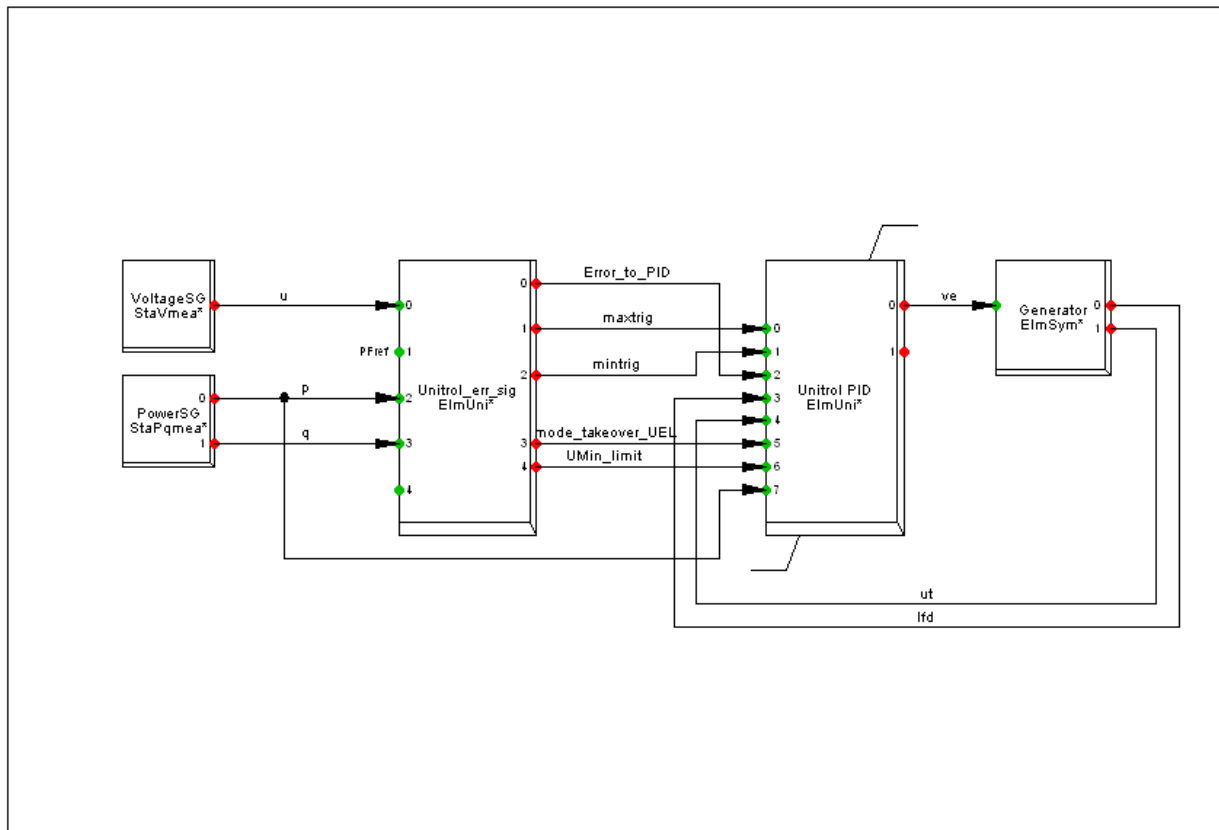 VoltageSG
StaVmea*
u
PowerSG
StaPqmea*
0
1
p
q
0
PFref
1
2
3
4
Unitrol_err_sig
ElmUni*
0
1
2
3
4
Error_to_PID
maxtrig
mintrig
mode_takeover_UEL
UMin_limit
0
1
2
3
4
5
6
7
Unitrol PID
ElmUni*
0
1
ve
Generator
ElmSym*
0
1
ut
Ifd